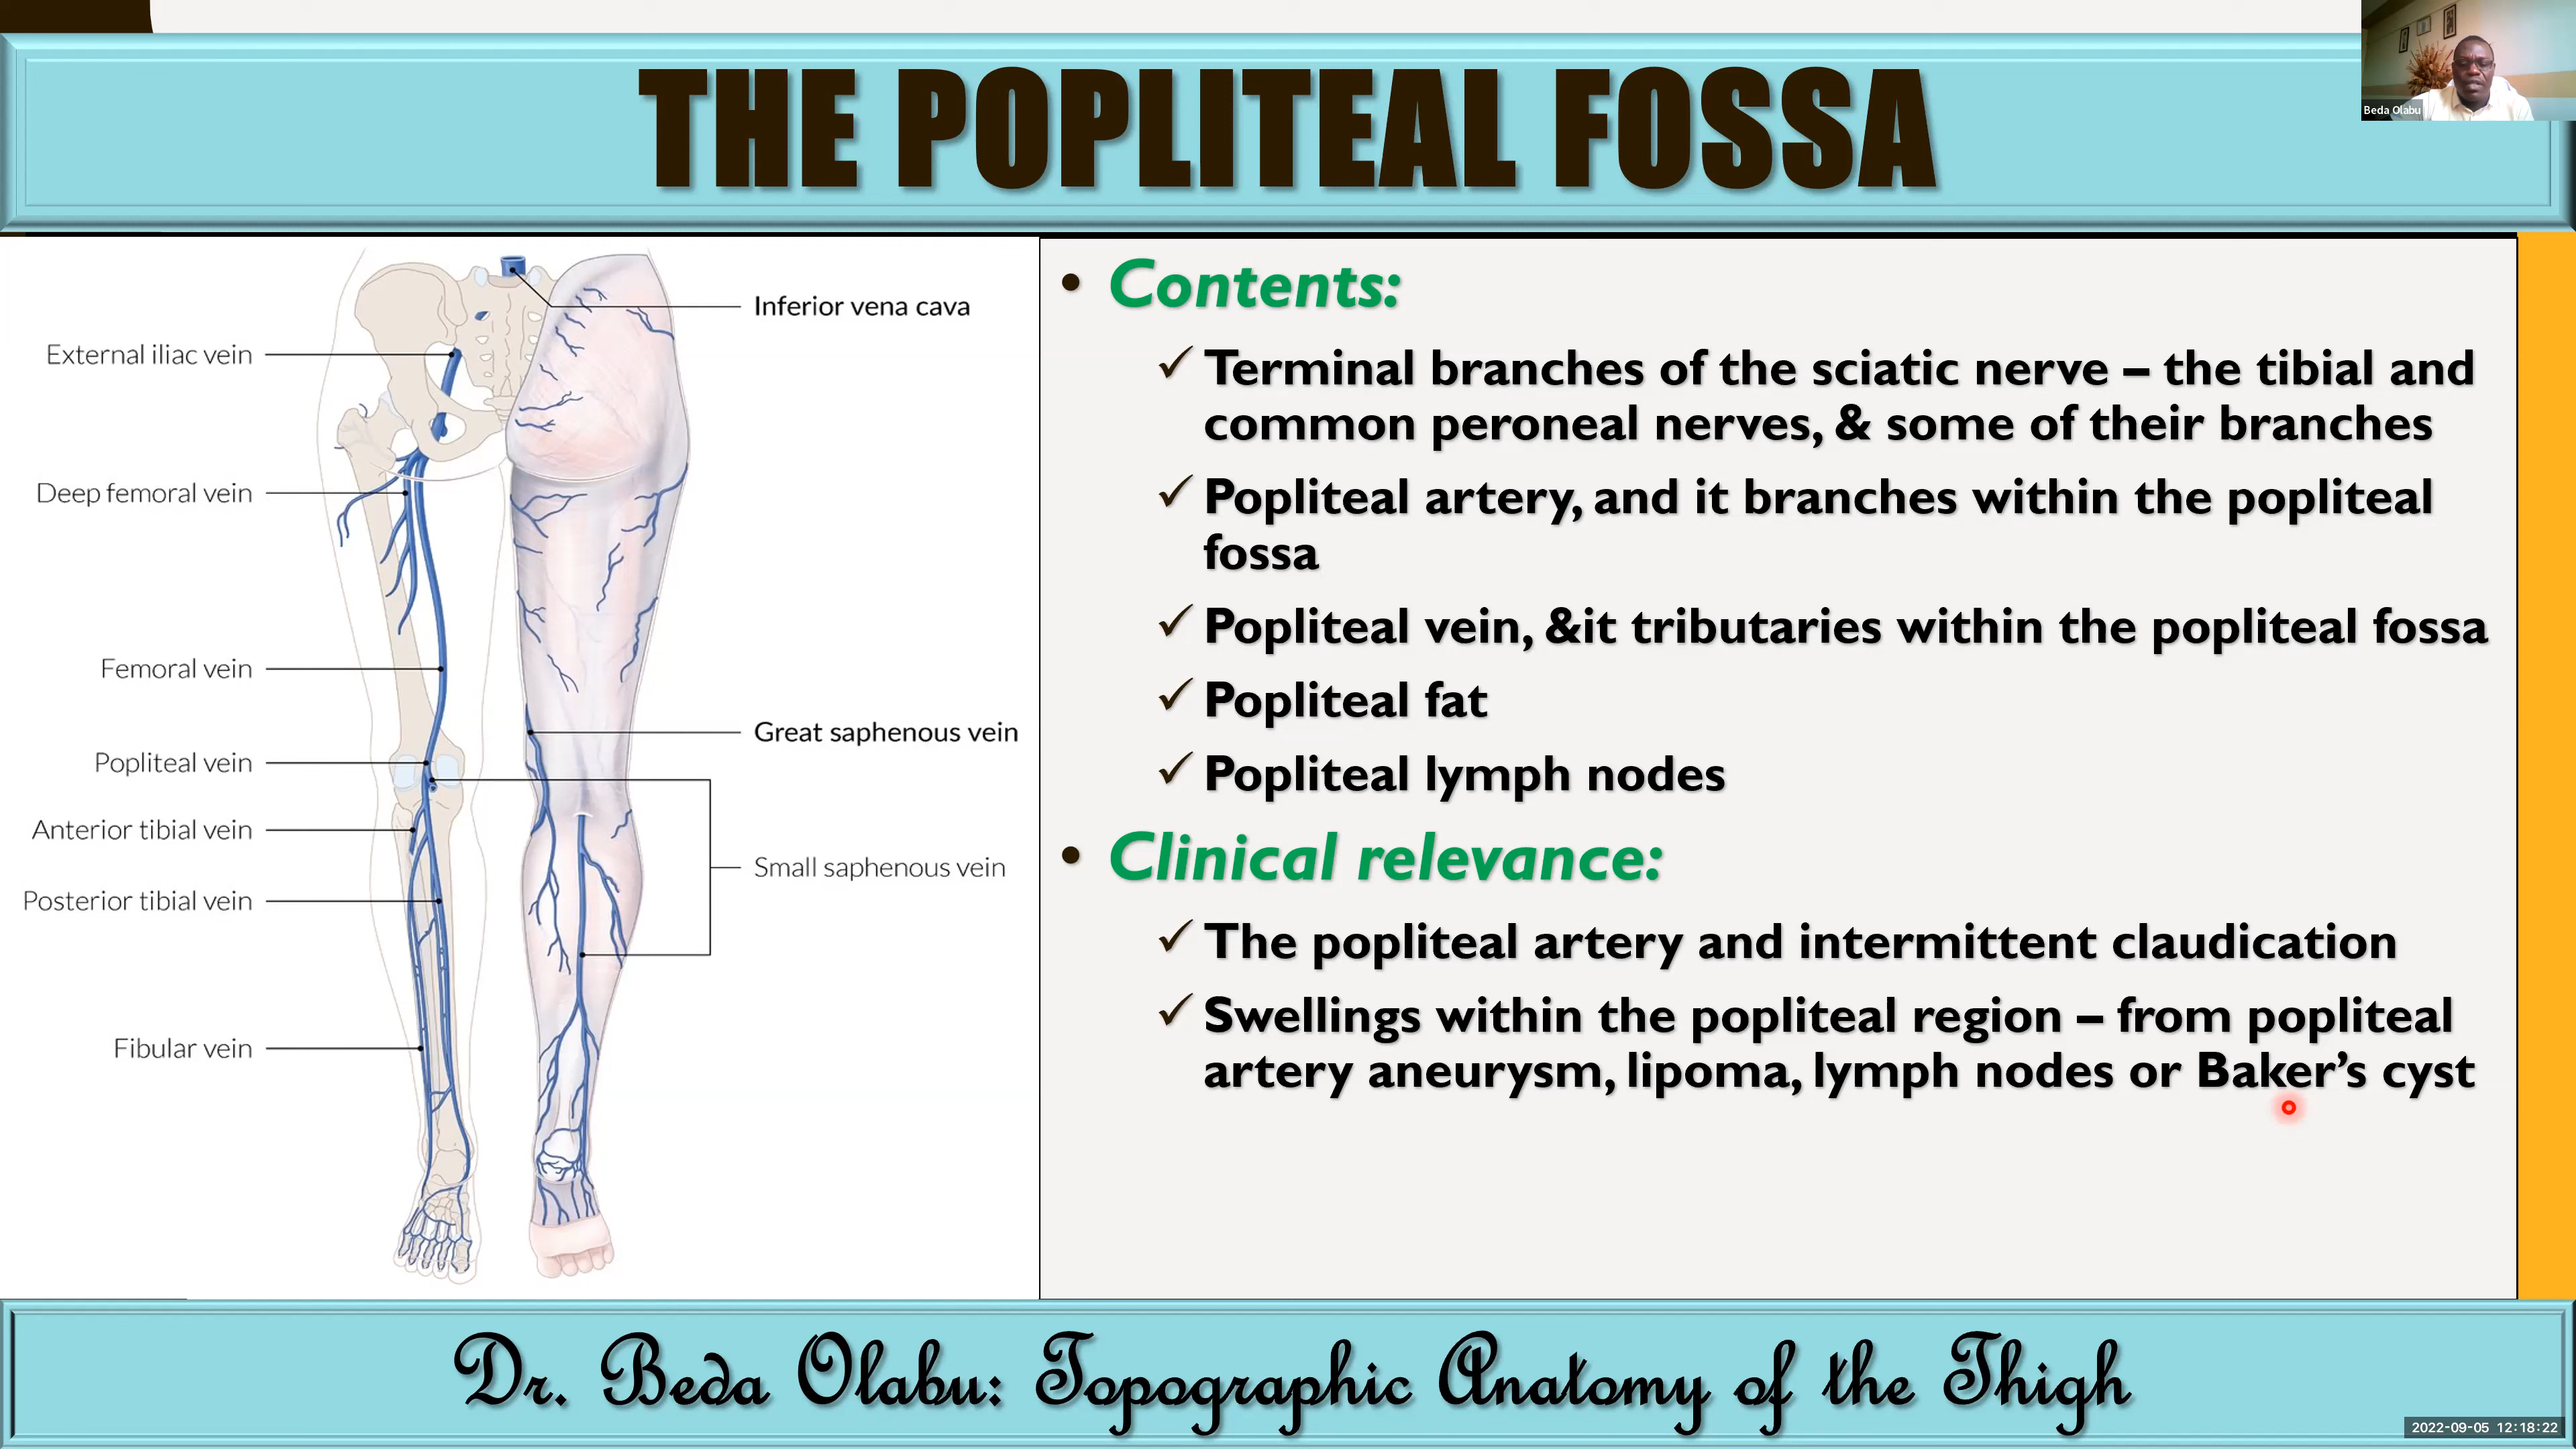 THE POPLITEAL FOSSA
Beda Olabu
Inferior vena cava
External iliac vein
Deep femoral vein
Femoral vein
Great saphenous vein
Popliteal vein
Anterior tibial vein
Small saphenous vein
Posterior tibial vein
Fibular vein
• Contents:
✓ Terminal branches of the sciatic nerve – the tibial and
common peroneal nerves, & some of their branches
✓ Popliteal artery, and it branches within the popliteal
fossa
✓ Popliteal vein, &it tributaries within the popliteal fossa
✓ Popliteal fat
✓ Popliteal lymph nodes
• Clinical relevance:
✓ The popliteal artery and intermittent claudication
✓ Swellings within the popliteal region – from popliteal
artery aneurysm, lipoma, lymph nodes or Baker’s cyst
Dr. Beda Olabu: Topographic Anatomy of the Thigh
2022-09-05 12:18:22